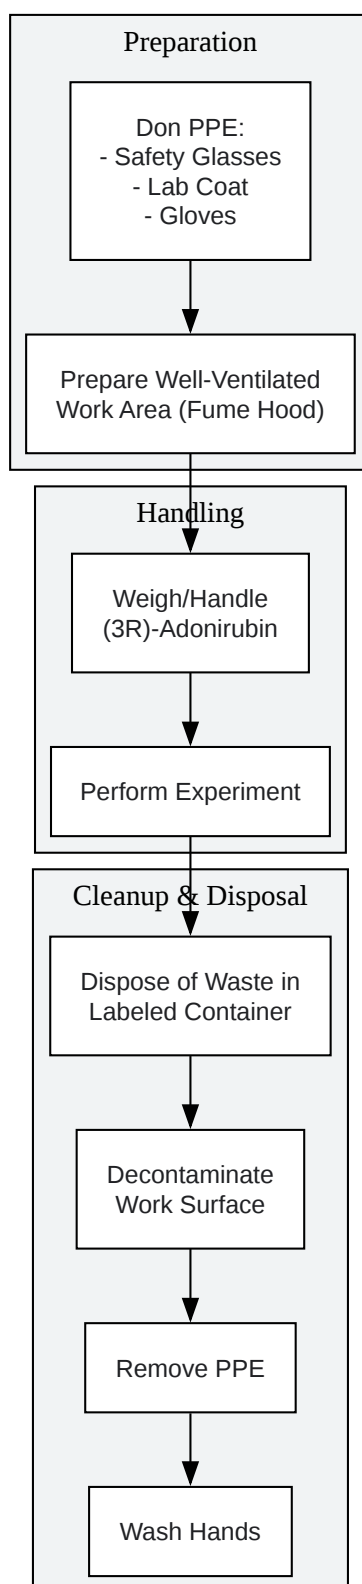 Preparation
Don PPE:
- Safety Glasses
- Lab Coat
- Gloves
Prepare Well-Ventilated
Work Area (Fume Hood)
Handling
Weigh/Handle
(3R)-Adonirubin
Perform Experiment
Cleanup & Disposal
Dispose of Waste in
Labeled Container
Decontaminate
Work Surface
Remove PPE
Wash Hands